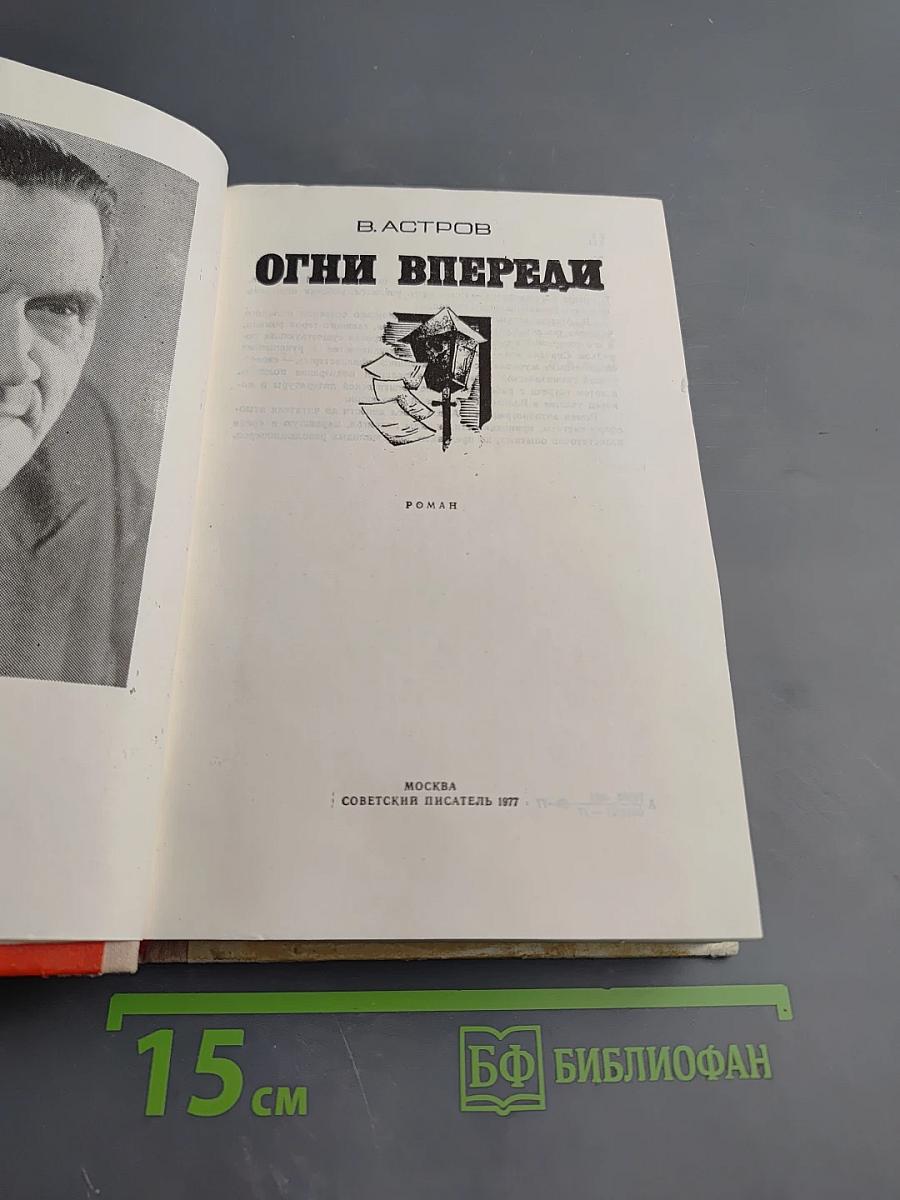 В. АСТРОВ
ОГНИ ВПЕРЕДИ
РОМАН
МОСКВА
СОВЕТСКИЙ ПИСАТЕЛЬ 1977
15 см
БФ БИБЛИОФАН